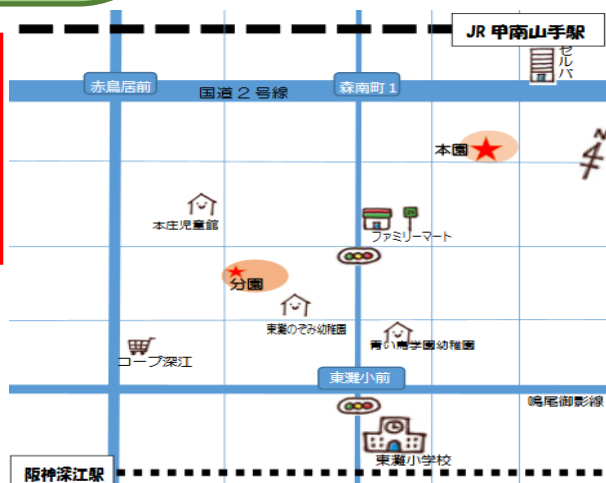 JR 甲南山手駅
セルバ
赤鳥居前
国道2号線
森南町1
本園
N
本庄児童館
ファミリーマート
分園
東灘のぞみ幼稚園
青い鳥学園幼稚園
コープ深江
東灘小前
鳴尾御影線
東灘小学校
阪神深江駅